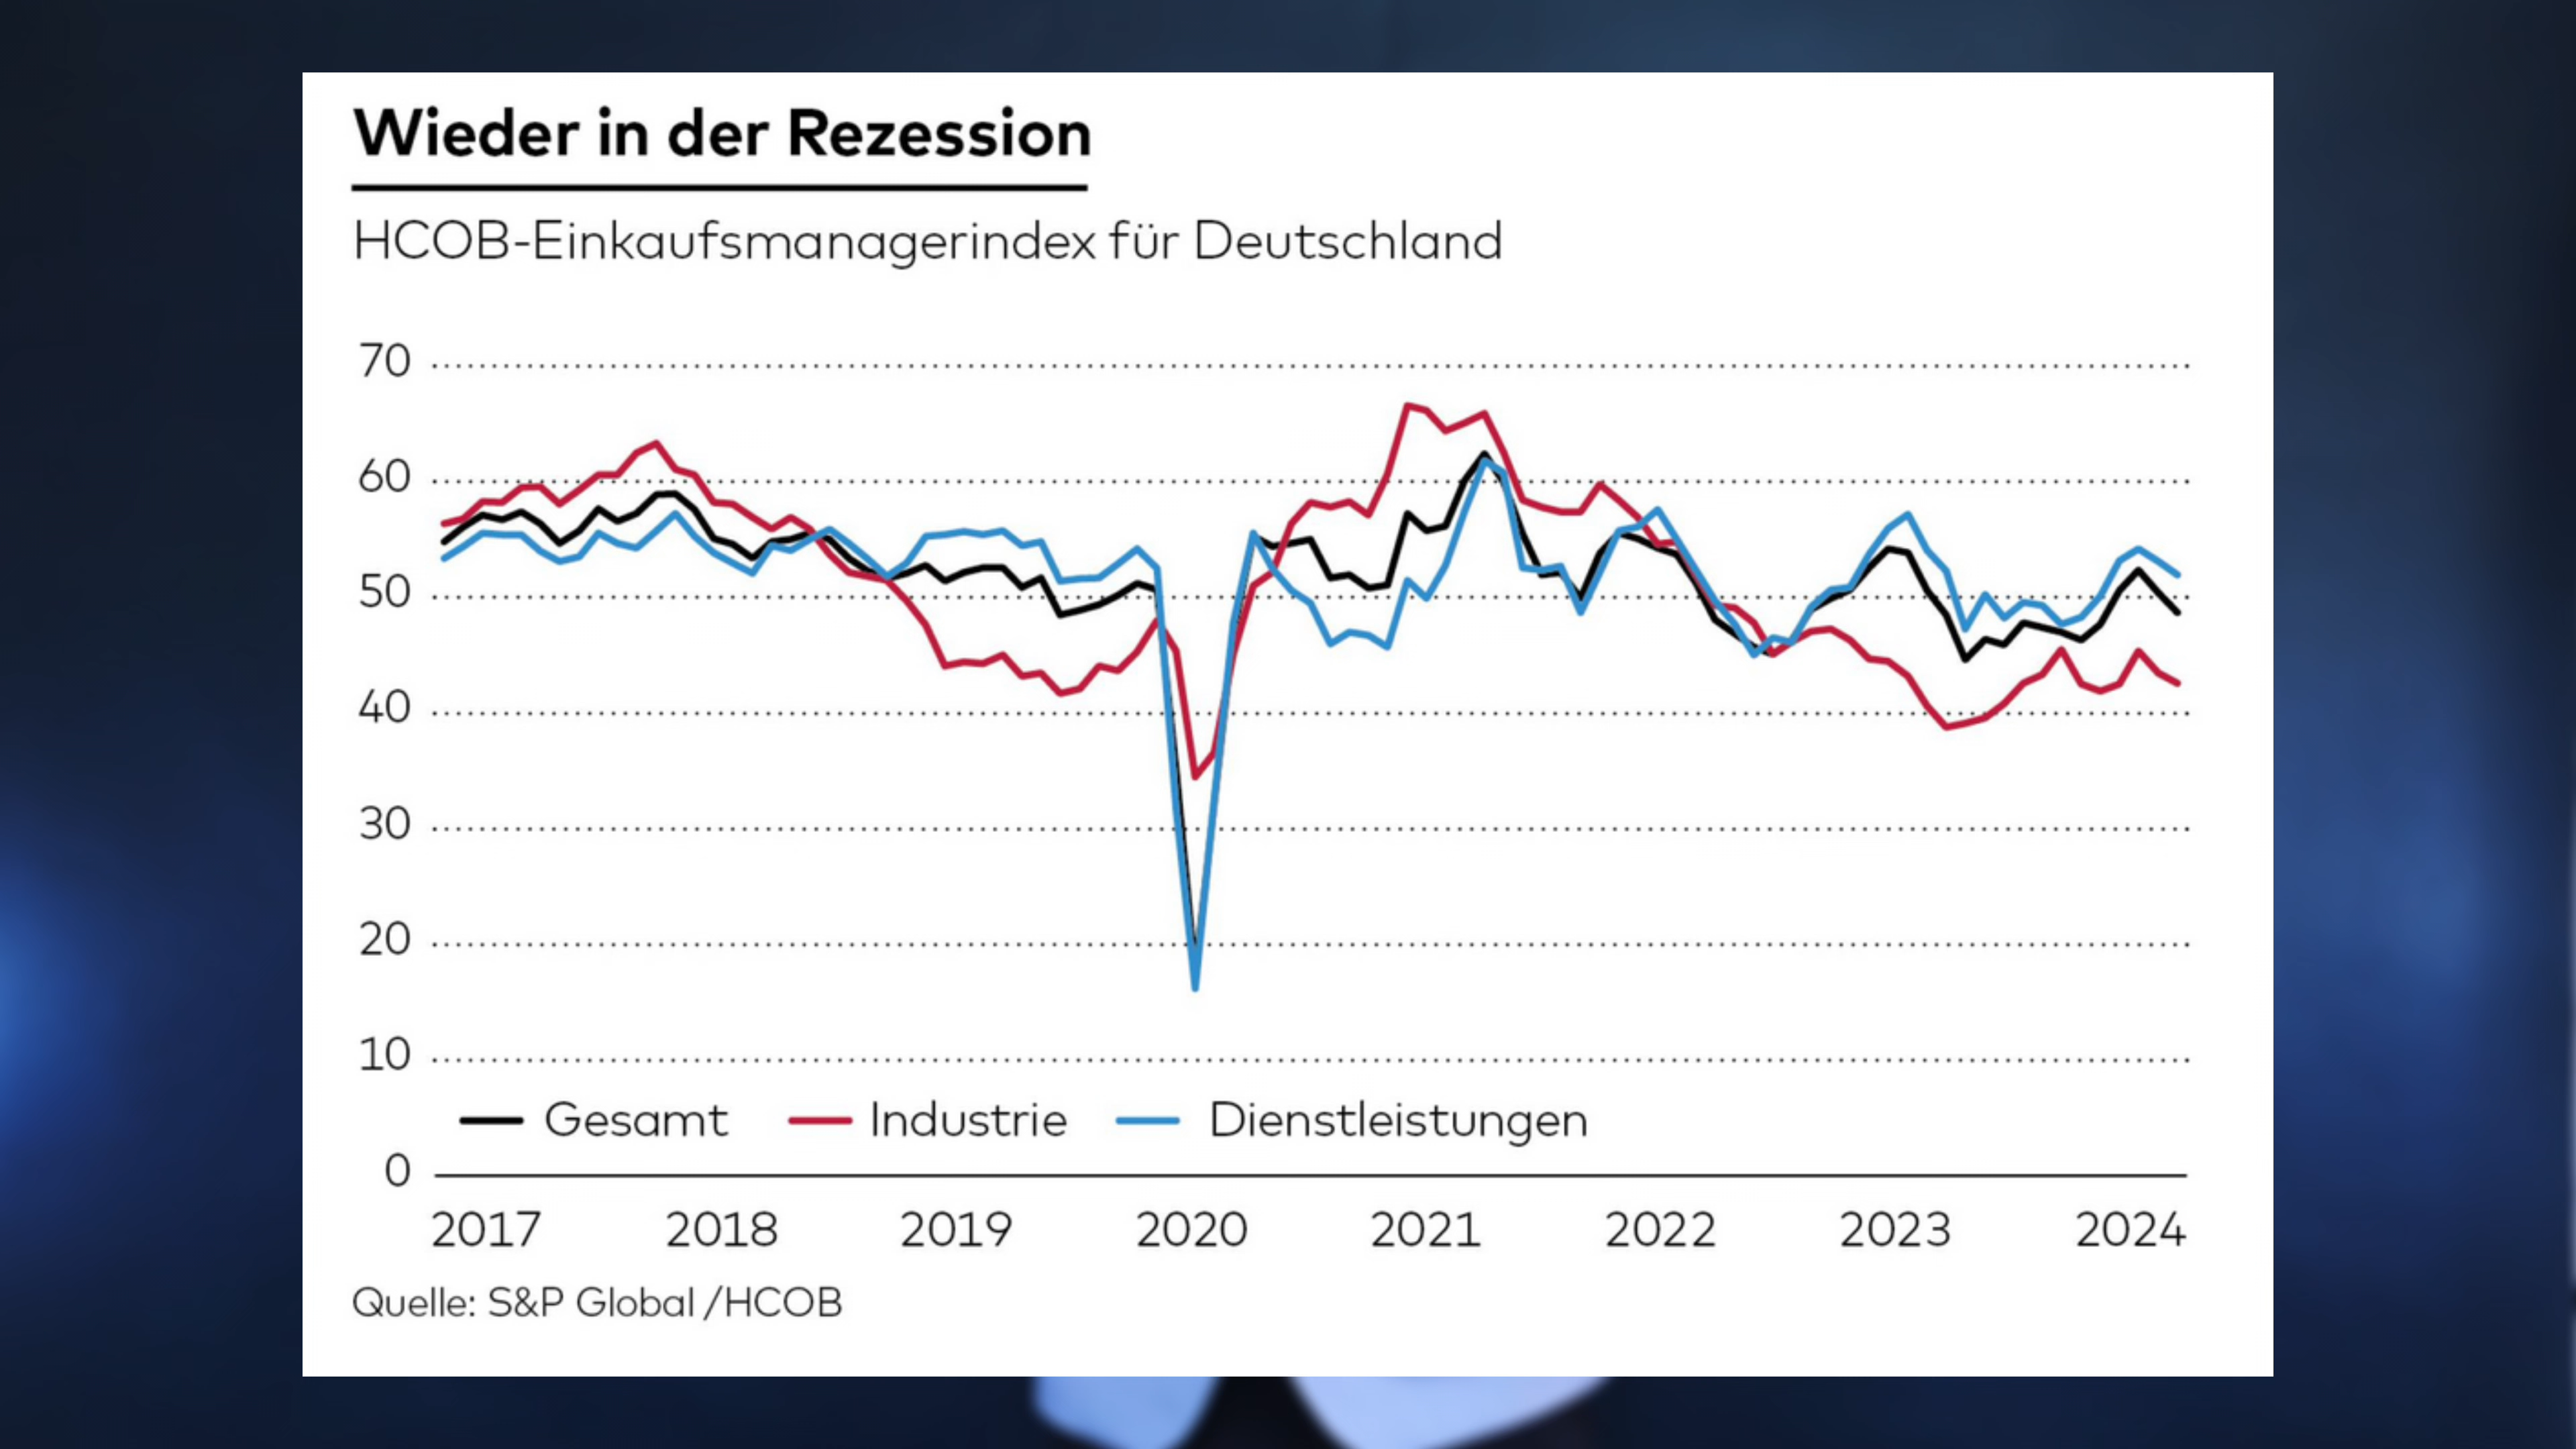 Wieder in der Rezession
HCOB-Einkaufsmanagerindex für Deutschland
70
60
50
40
30
20
10
Gesamt Industrie Dienstleistungen
0
2017 2018 2019 2020 2021 2022 2023 2024
Quelle: S&P Global /HCOB